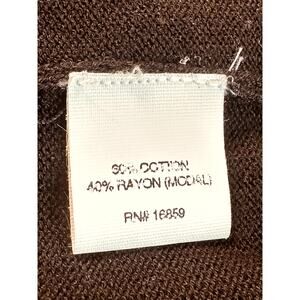 60% COTTON
40% RAYON (MODAL)
RN# 16859